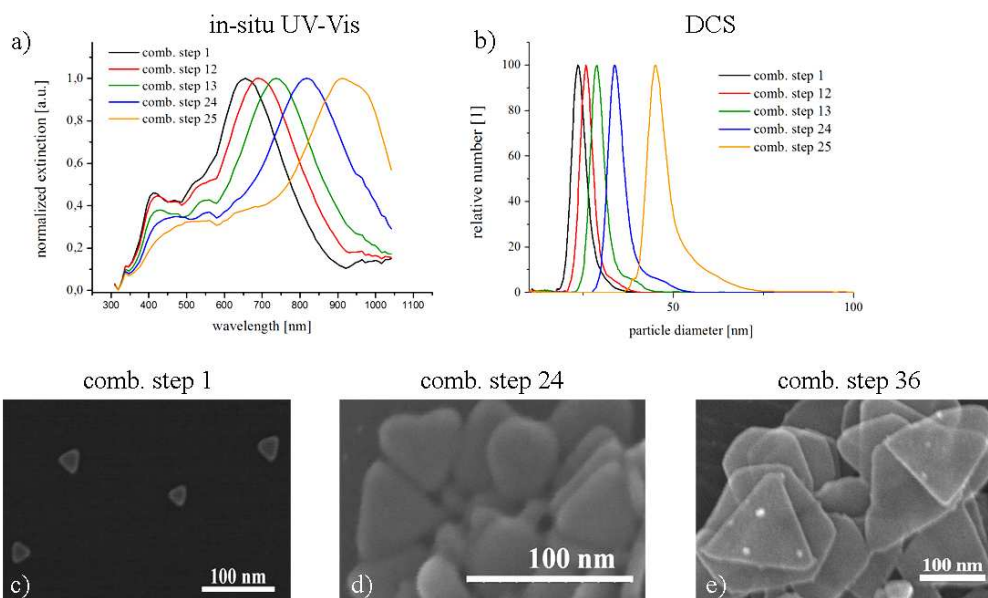 in-situ UV-Vis
DCS
a)
comb. step 1
comb. step 12
comb. step 13
comb. step 24
comb. step 25
1,0
0,8
0,6
0,4
0,2
0,0
normalized extinction [a.u.]
300 400 500 600 700 800 900 1000
wavelength [nm]
b)
comb. step 1
comb. step 12
comb. step 13
comb. step 24
comb. step 25
100
80
60
40
20
0
relative number [1]
50 100
particle diameter [nm]
comb. step 1
comb. step 24
comb. step 36
c)
100 nm
d)
100 nm
e)
100 nm